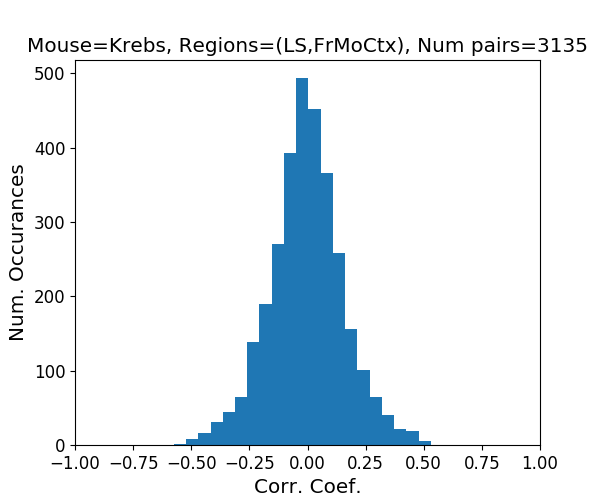 Mouse=Krebs, Regions=(LS,FrMoCtx), Num pairs=3135
500
400
300
200
100
0
Num. Occurances
−1.00 −0.75 −0.50 −0.25 0.00 0.25 0.50 0.75 1.00
Corr. Coef.